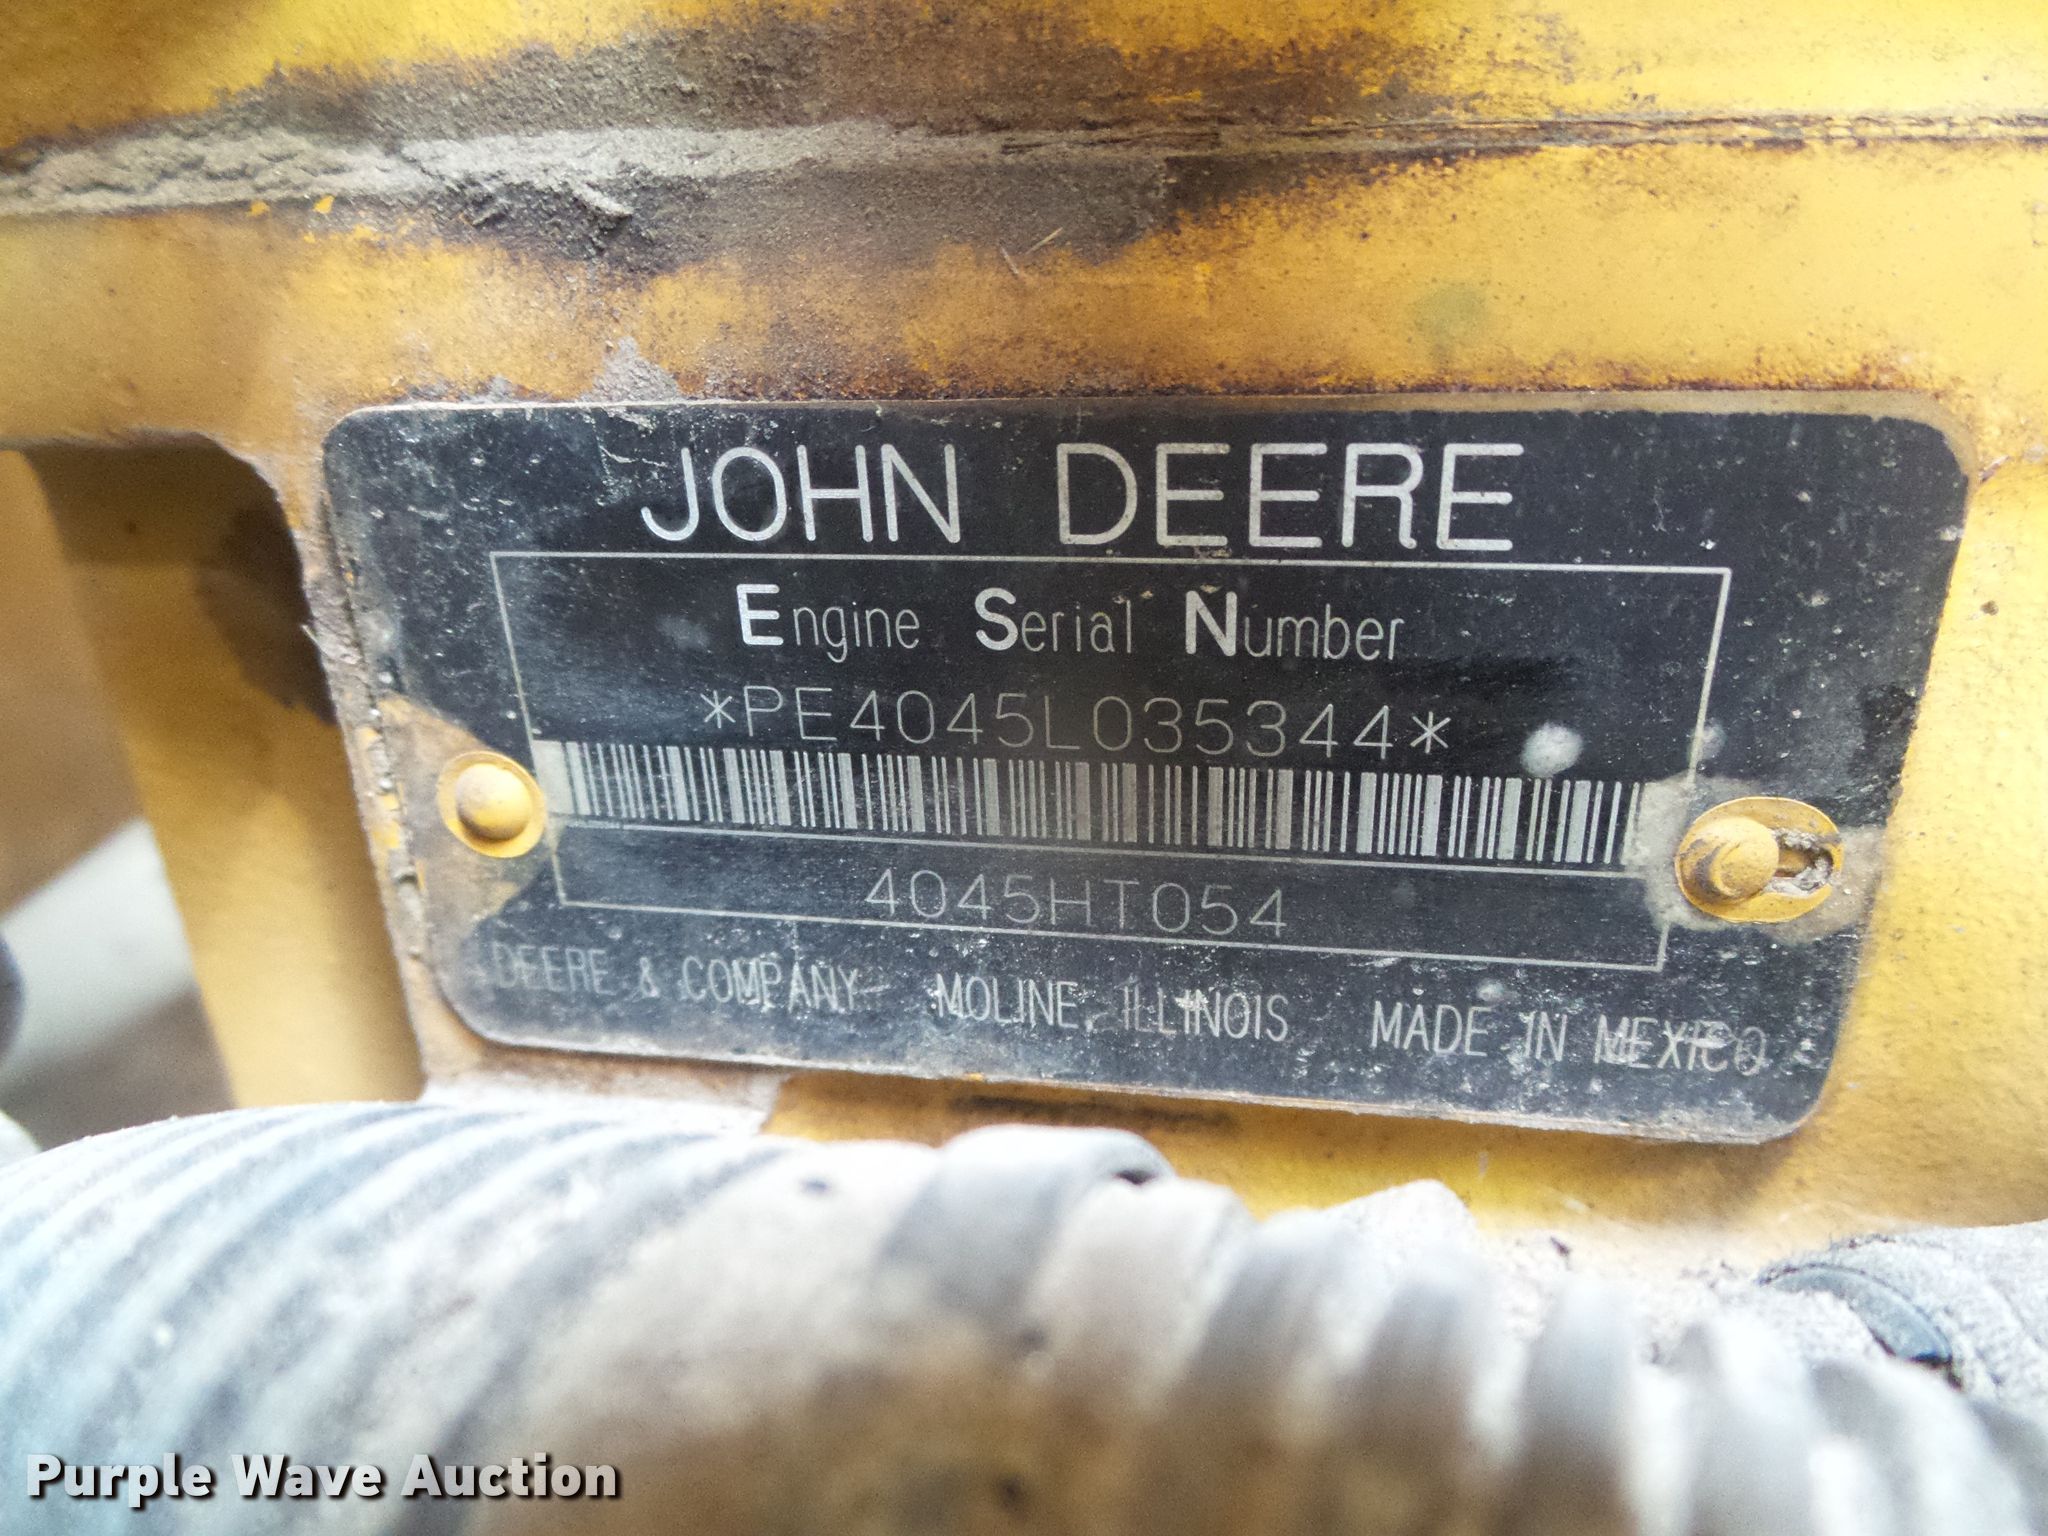 JOHN DEERE
Engine Serial Number
*PE4045L035344*
4045HT054
DEERE & COMPANY MOLINE, ILLINOIS MADE IN MEXICO
Purple Wave Auction